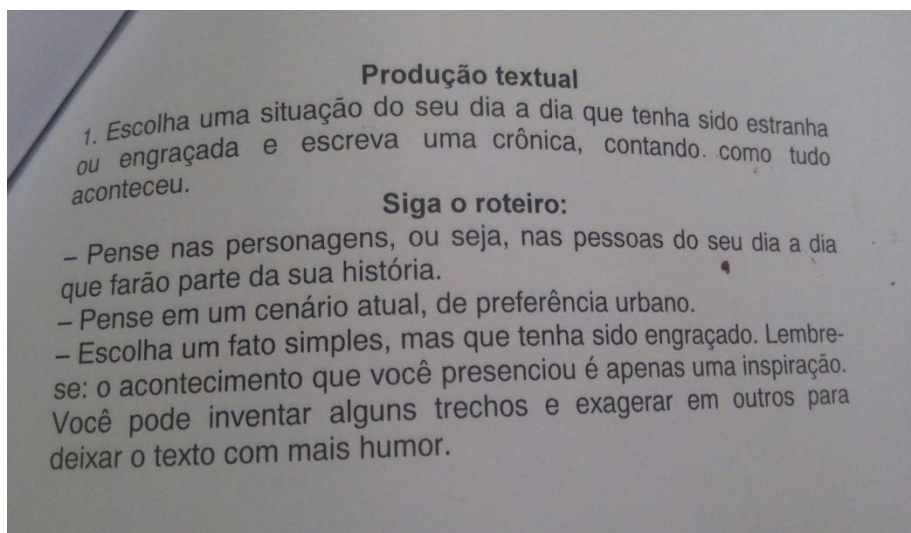 Produção textual
1. Escolha uma situação do seu dia a dia que tenha sido estranha
ou engraçada e escreva uma crônica, contando. como tudo
aconteceu.
Siga o roteiro:
– Pense nas personagens, ou seja, nas pessoas do seu dia a dia
que farão parte da sua história.
– Pense em um cenário atual, de preferência urbano.
– Escolha um fato simples, mas que tenha sido engraçado. Lembre-
se: o acontecimento que você presenciou é apenas uma inspiração.
Você pode inventar alguns trechos e exagerar em outros para
deixar o texto com mais humor.